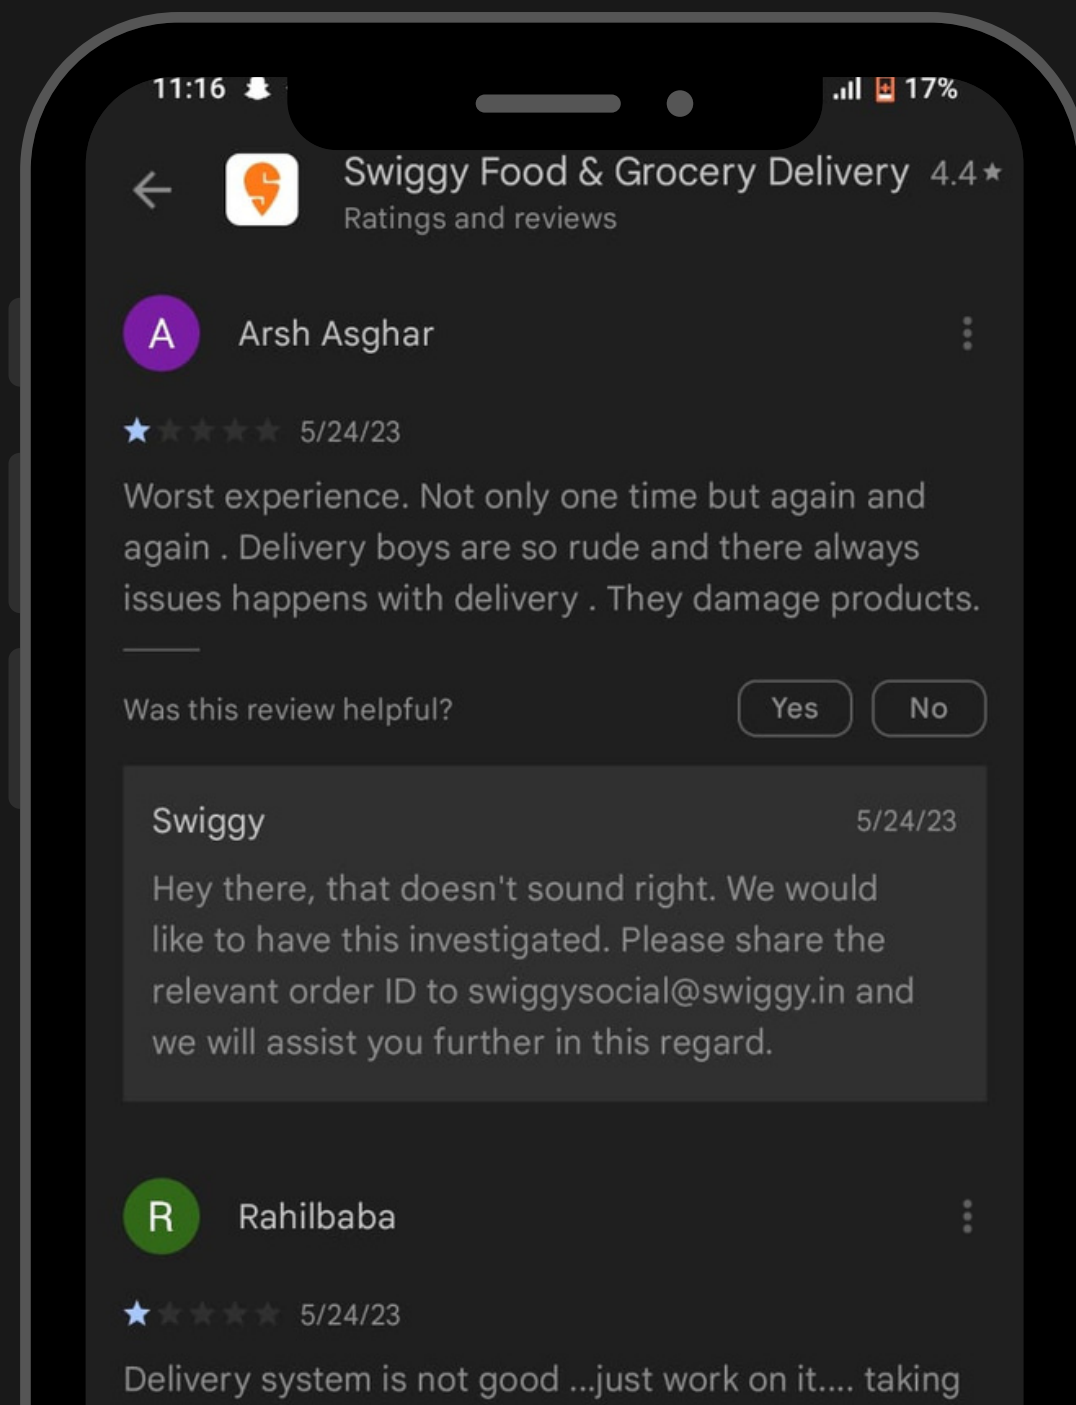 11:16
17%
Swiggy Food & Grocery Delivery 4.4★
Ratings and reviews
A
Arsh Asghar
5/24/23
Worst experience. Not only one time but again and
again . Delivery boys are so rude and there always
issues happens with delivery . They damage products.
Was this review helpful?
Yes
No
Swiggy
5/24/23
Hey there, that doesn't sound right. We would
like to have this investigated. Please share the
relevant order ID to swiggysocial@swiggy.in and
we will assist you further in this regard.
R
Rahilbaba
5/24/23
Delivery system is not good ...just work on it.... taking